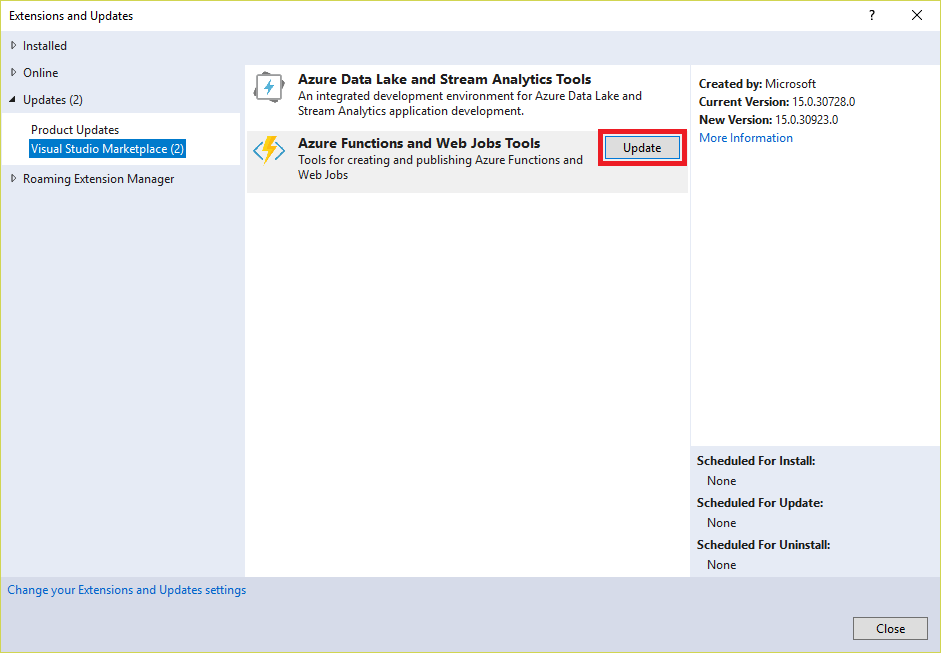 Extensions and Updates
?
Installed
Online
Updates (2)
Product Updates
Visual Studio Marketplace (2)
Roaming Extension Manager
Azure Data Lake and Stream Analytics Tools
An integrated development environment for Azure Data Lake and
Stream Analytics application development.
Azure Functions and Web Jobs Tools
Tools for creating and publishing Azure Functions and
Web Jobs
Update
Created by: Microsoft
Current Version: 15.0.30728.0
New Version: 15.0.30923.0
More Information
Scheduled For Install:
None
Scheduled For Update:
None
Scheduled For Uninstall:
None
Change your Extensions and Updates settings
Close